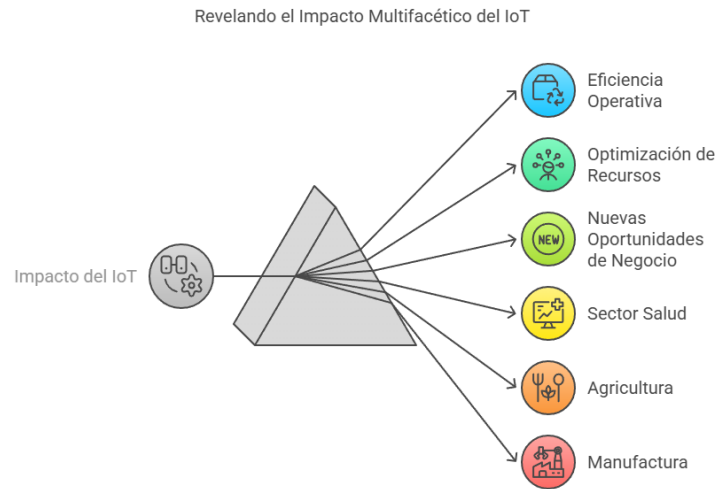 Revelando el Impacto Multifacético del IoT
Impacto del IoT
Eficiencia
Operativa
Optimización de
Recursos
NEW
Nuevas
Oportunidades
de Negocio
Sector Salud
Agricultura
Manufactura